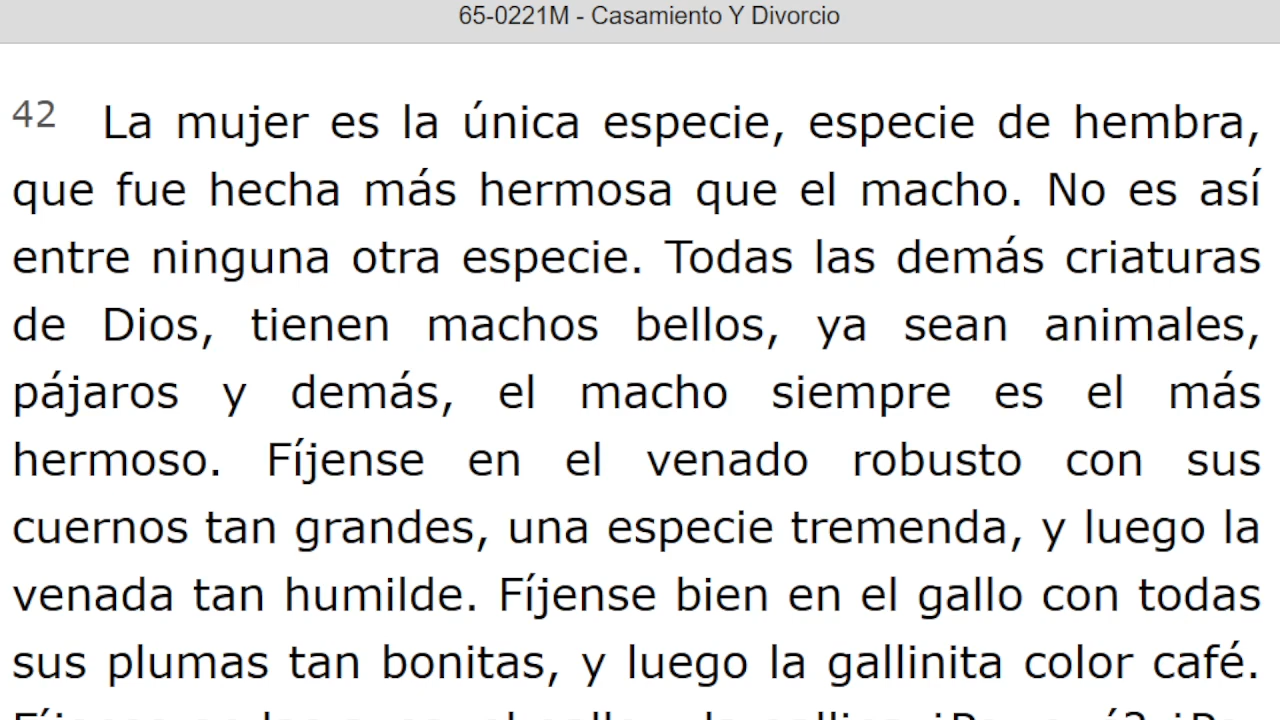 65-0221M - Casamiento Y Divorcio
42 La mujer es la única especie, especie de hembra,
que fue hecha más hermosa que el macho. No es así
entre ninguna otra especie. Todas las demás criaturas
de Dios, tienen machos bellos, ya sean animales,
pájaros y demás, el macho siempre es el más
hermoso. Fíjense en el venado robusto con sus
cuernos tan grandes, una especie tremenda, y luego la
venada tan humilde. Fíjense bien en el gallo con todas
sus plumas tan bonitas, y luego la gallinita color café.